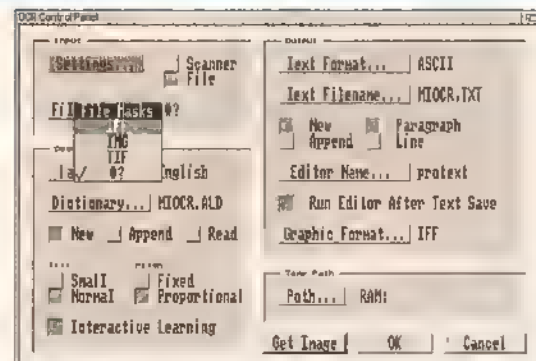 OCR Control Panel
Input
Settings...
Scanner
File
File Masks
#?
IMG
TIF
#?
English
Dictionary... MIOCR.ALD
New Append Read
Small
Normal
Fixed
Proportional
Interactive Learning
Output
Text Format... ASCII
Text Filename... MIOCR.TXT
New
Append
Paragraph
Line
Editor Name... protext
Run Editor After Text Save
Graphic Format... IFF
Temp Path
Path... RAM:
Get Image OK Cancel